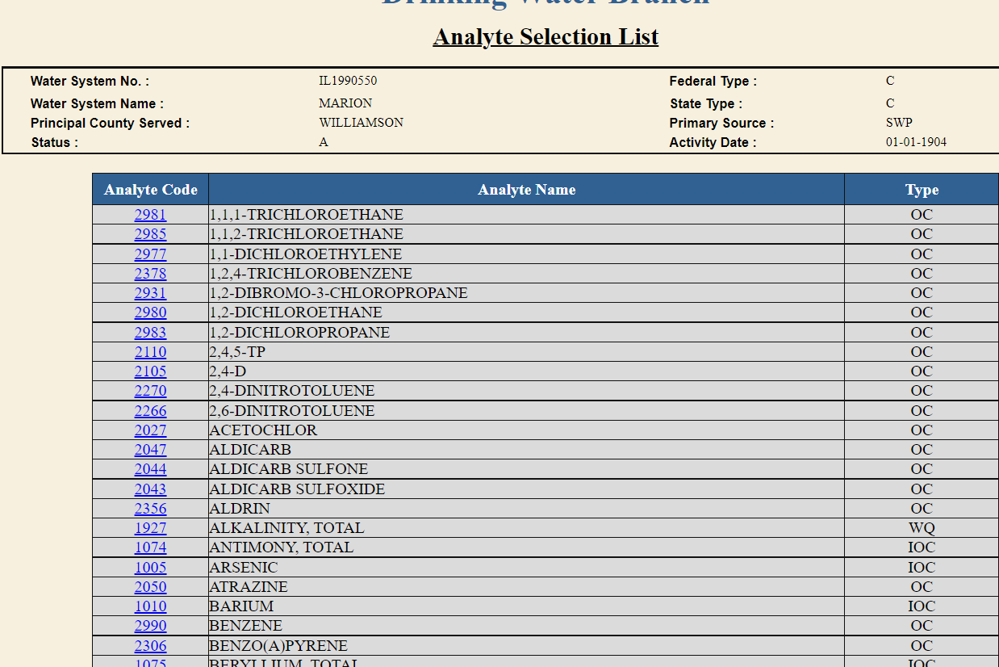 Drinking Water Branch
Analyte Selection List
Water System No. : IL1990550 Federal Type : C
Water System Name : MARION State Type : C
Principal County Served : WILLIAMSON Primary Source : SWP
Status : A Activity Date : 01-01-1904
Analyte Code Analyte Name Type
2981 1,1,1-TRICHLOROETHANE OC
2985 1,1,2-TRICHLOROETHANE OC
2977 1,1-DICHLOROETHYLENE OC
2378 1,2,4-TRICHLOROBENZENE OC
2931 1,2-DIBROMO-3-CHLOROPROPANE OC
2980 1,2-DICHLOROETHANE OC
2983 1,2-DICHLOROPROPANE OC
2110 2,4,5-TP OC
2105 2,4-D OC
2270 2,4-DINITROTOLUENE OC
2266 2,6-DINITROTOLUENE OC
2027 ACETOCHLOR OC
2047 ALDICARB OC
2044 ALDICARB SULFONE OC
2043 ALDICARB SULFOXIDE OC
2356 ALDRIN OC
1927 ALKALINITY, TOTAL WQ
1074 ANTIMONY, TOTAL IOC
1005 ARSENIC IOC
2050 ATRAZINE OC
1010 BARIUM IOC
2990 BENZENE OC
2306 BENZO(A)PYRENE OC
1075 BERYLLIUM, TOTAL IOC